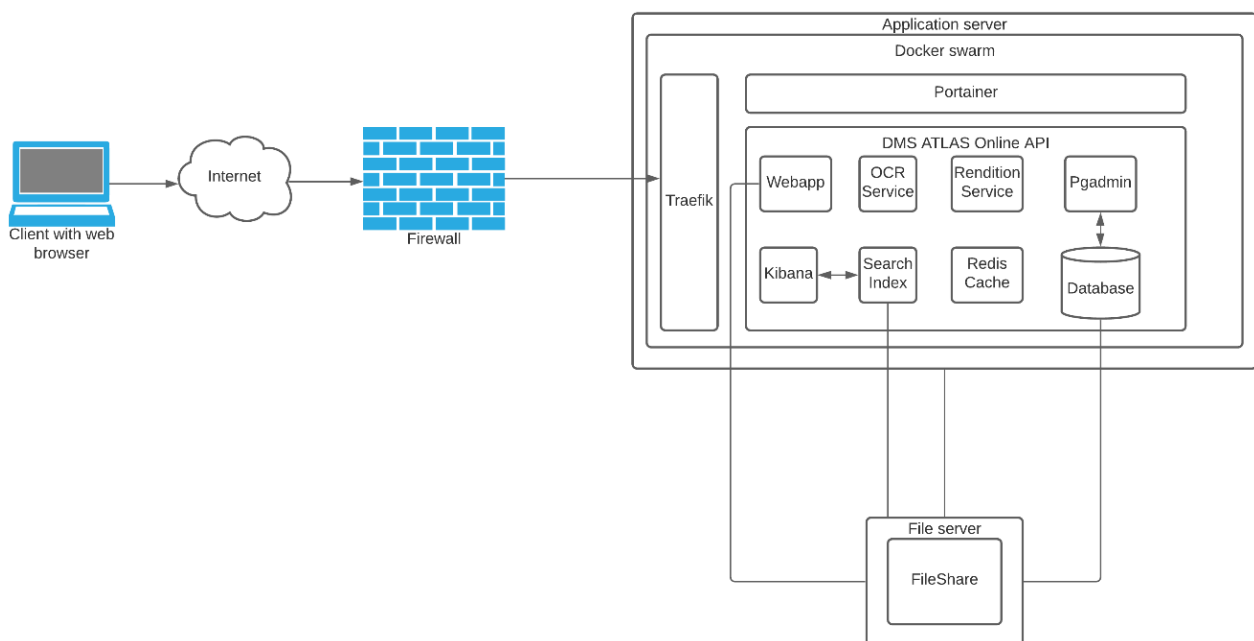 Application server
Docker swarm
Portainer
DMS ATLAS Online API
Webapp
OCR
Service
Rendition
Service
Pgadmin
Traefik
Kibana
Search
Index
Redis
Cache
Database
Internet
Client with web
browser
Firewall
File server
FileShare